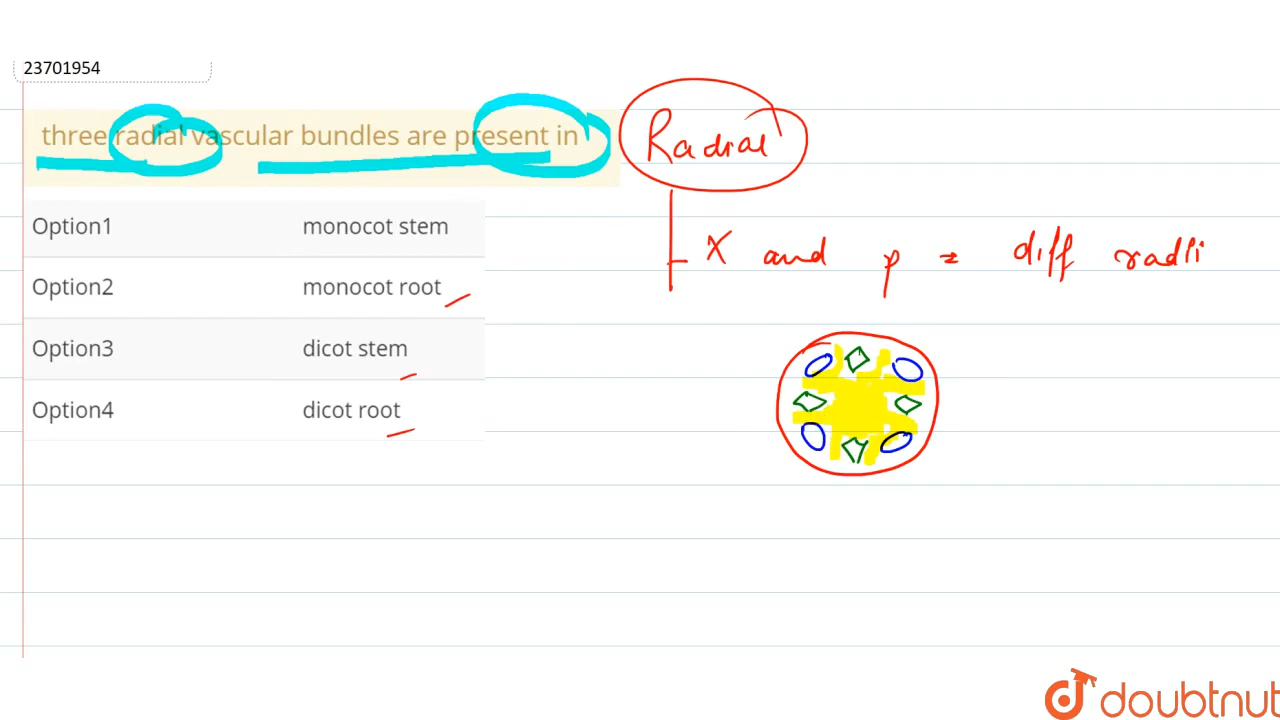 23701954
three radial vascular bundles are present in
Radial
X and p = diff radii
Option1 monocot stem
Option2 monocot root
Option3 dicot stem
Option4 dicot root
doubtnut